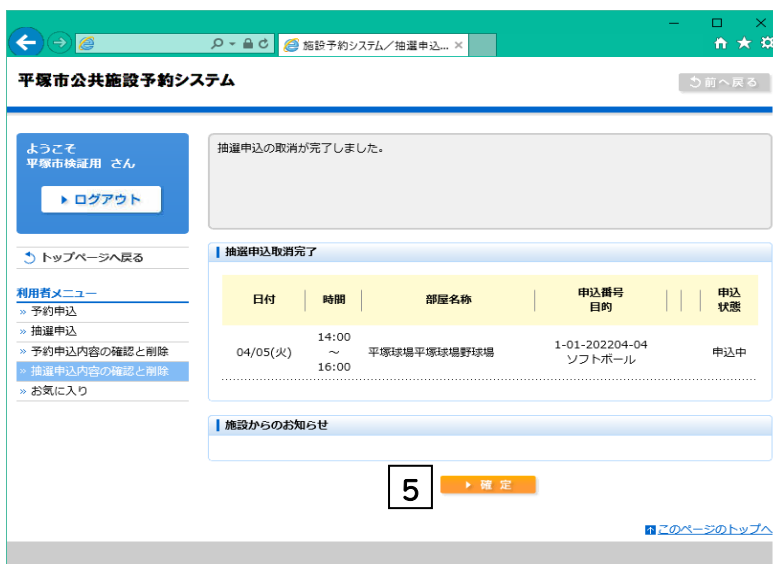 施設予約システム／抽選申込...
平塚市公共施設予約システム
前へ戻る
ようこそ
平塚市検証用 さん
ログアウト
トップページへ戻る
利用者メニュー
» 予約申込
» 抽選申込
» 予約申込内容の確認と削除
» 抽選申込内容の確認と削除
» お気に入り
抽選申込の取消が完了しました。
抽選申込取消完了
日付 時間 部屋名称 申込番号 目的 申込状態
04/05(火) 14:00 ～ 16:00 平塚球場平塚球場野球場 1-01-202204-04 ソフトボール 申込中
施設からのお知らせ
5
確定
このページのトップへ